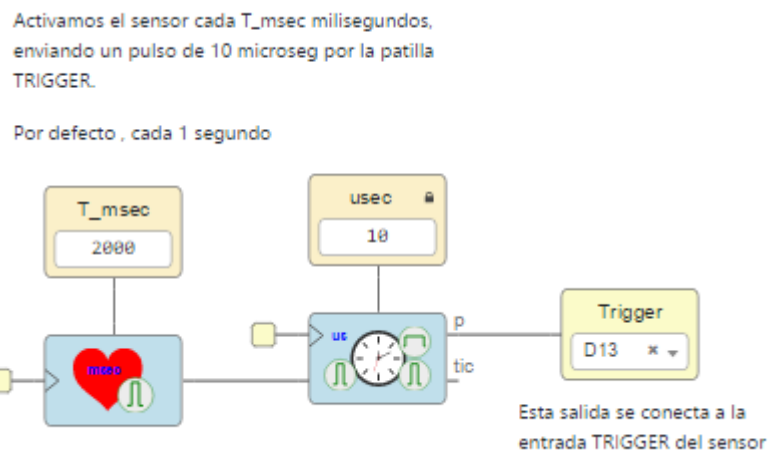 Activamos el sensor cada T_msec milisegundos,
enviando un pulso de 10 microseg por la patilla
TRIGGER.
Por defecto , cada 1 segundo
T_msec
2000
usec
10
msec
us
p
tic
Trigger
D13
Esta salida se conecta a la
entrada TRIGGER del sensor